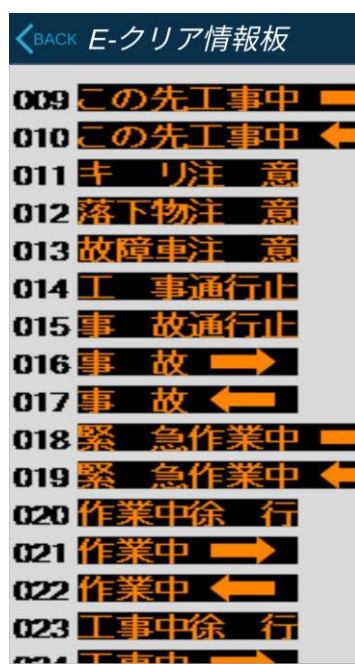 BACK E-クリア情報板
009 この先工事中 ➡
010 この先工事中 ⬅
011 キ リ注 意
012 落下物注 意
013 故障車注 意
014 工 事通行止
015 事 故通行止
016 事 故 ➡
017 事 故 ⬅
018 緊 急作業中 ➡
019 緊 急作業中 ⬅
020 作業中徐 行
021 作業中 ➡
022 作業中 ⬅
023 工事中徐 行
024 工事中 ➡